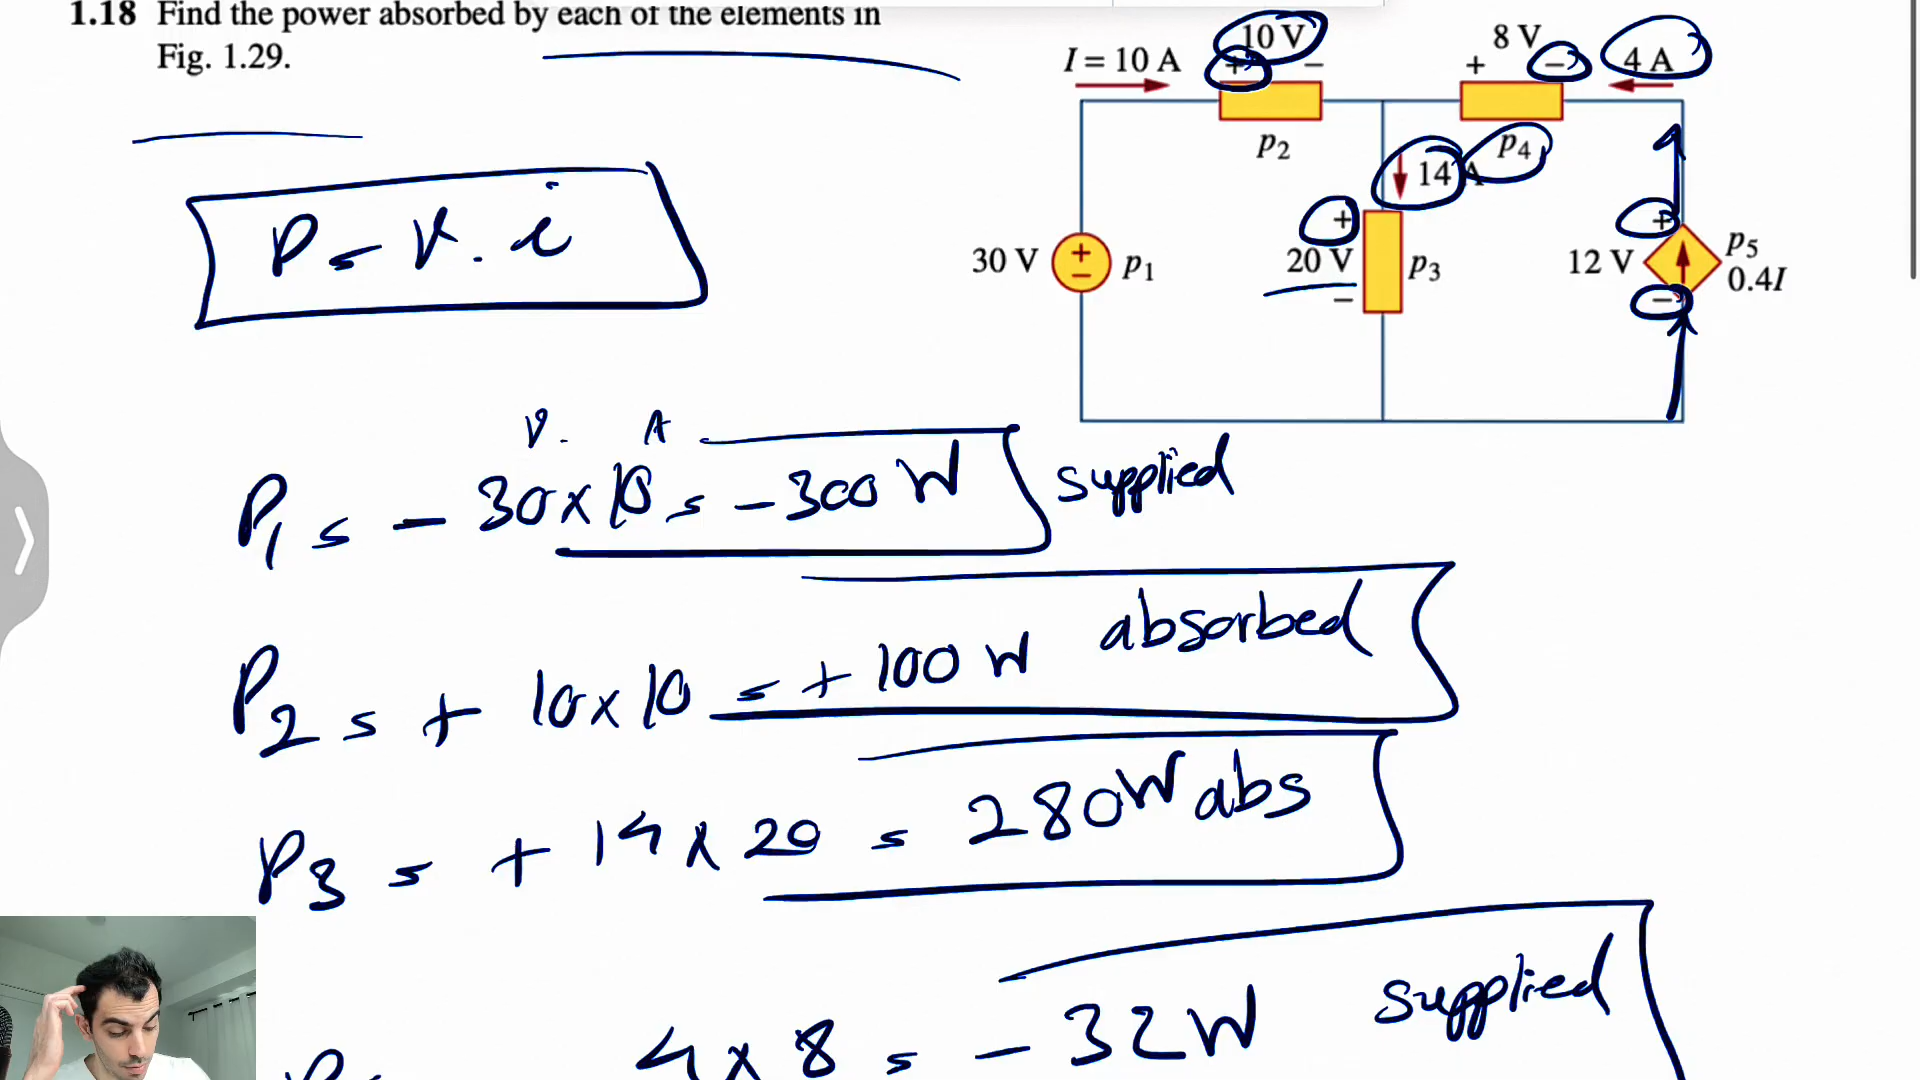 1.18 Find the power absorbed by each of the elements in
Fig. 1.29.
I = 10 A
10 V
+ −
p2
8 V
+ −
4 A
p4
14 A
30 V
+
−
p1
+
20 V
−
p3
12 V
+
−
p5
0.4I
P = V . i
V . A
P1 = − 30 x 10 = −300 W supplied
P2 = + 10 x 10 = + 100 W absorbed
P3 = + 14 x 20 = 280 W abs
4 x 8 = − 32 W supplied